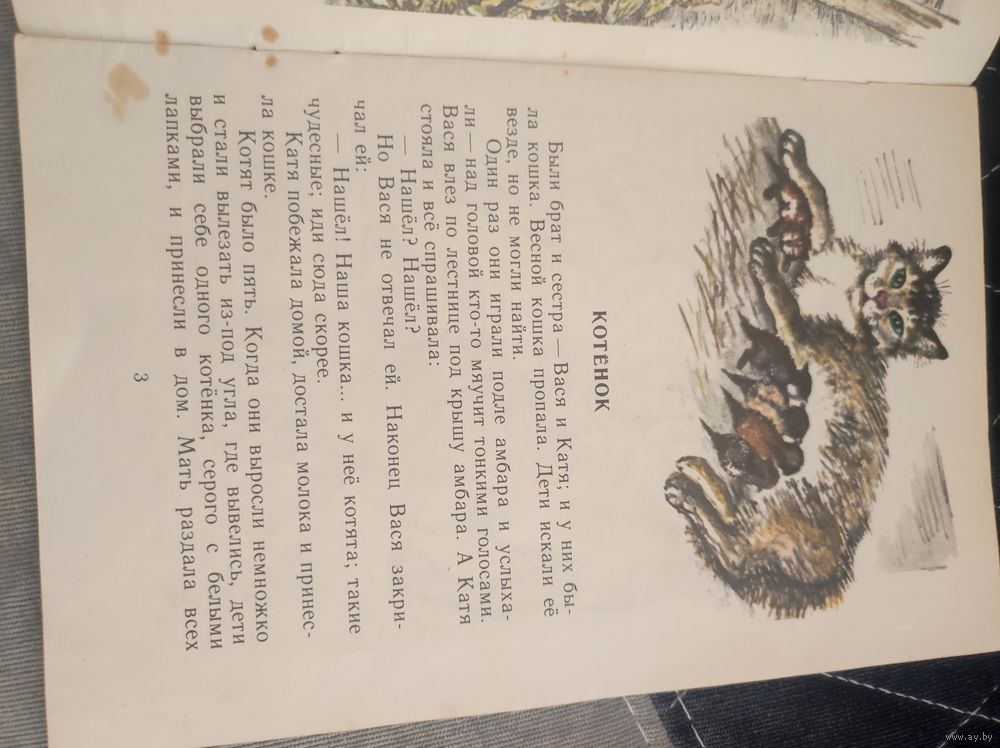 КОТЁНОК
Были брат и сестра — Вася и Катя; и у них бы-
ла кошка. Весной кошка пропала. Дети искали её
везде, но не могли найти.
Один раз они играли подле амбара и услыха-
ли — над головой кто-то мяучит тонкими голосами.
Вася влез по лестнице под крышу амбара. А Катя
стояла и всё спрашивала:
— Нашёл? Нашёл?
Но Вася не отвечал ей. Наконец Вася закри-
чал ей:
— Нашёл! Наша кошка... и у неё котята; такие
чудесные; иди сюда скорее.
Катя побежала домой, достала молока и принес-
ла кошке.
Котят было пять. Когда они выросли немножко
и стали вылезать из-под угла, где вывелись, дети
выбрали себе одного котёнка, серого с белыми
лапками, и принесли в дом. Мать раздала всех
3
www.ay.by